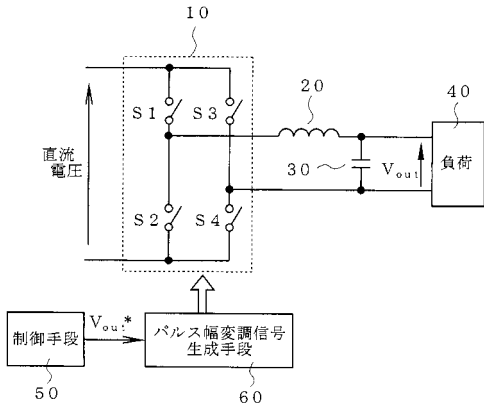 10
S1
S3
20
40
直流
電圧
30
Vout
負荷
S2
S4
制御手段
Vout*
パルス幅変調信号
生成手段
50
60